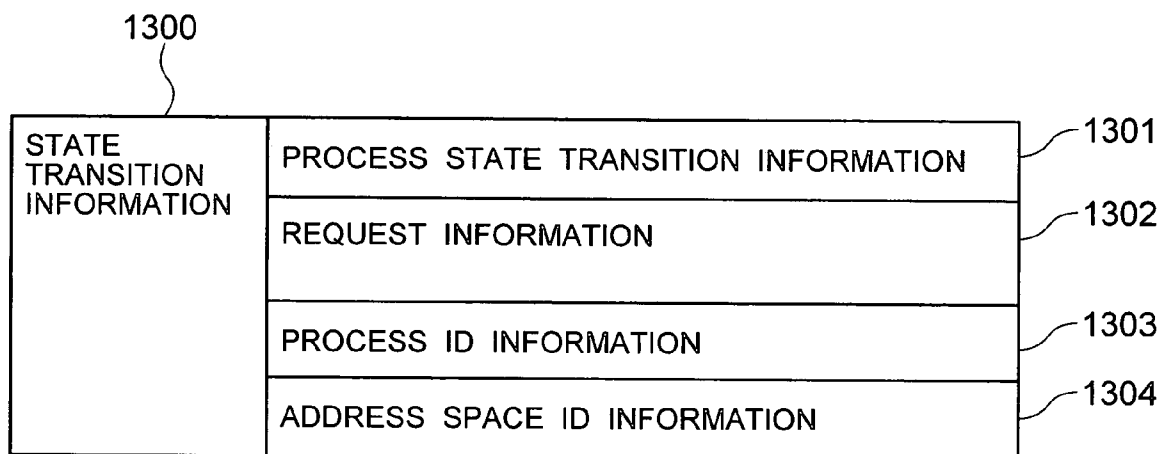 1300
STATE
TRANSITION
INFORMATION
PROCESS STATE TRANSITION INFORMATION
1301
REQUEST INFORMATION
1302
PROCESS ID INFORMATION
1303
ADDRESS SPACE ID INFORMATION
1304